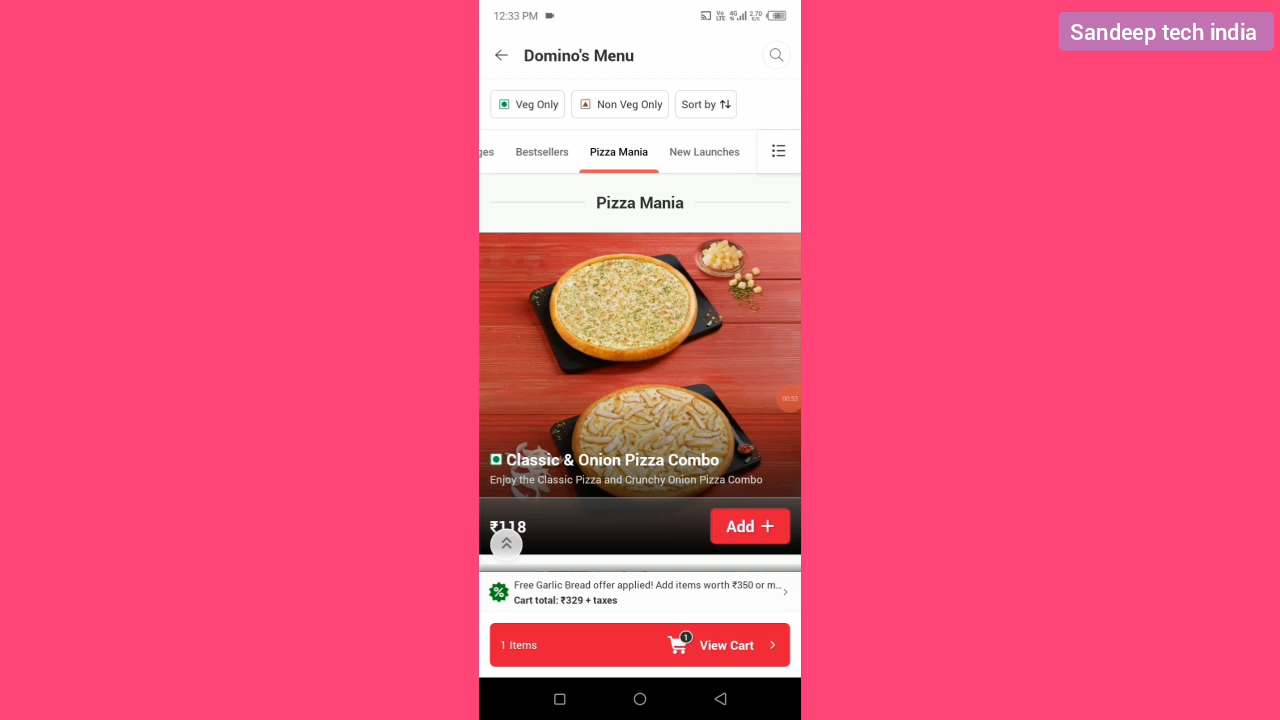 Sandeep tech india
12:33 PM
Domino's Menu
Veg Only
Non Veg Only
Sort by
ges
Bestsellers
Pizza Mania
New Launches
Pizza Mania
00:53
Classic & Onion Pizza Combo
Enjoy the Classic Pizza and Crunchy Onion Pizza Combo
₹118
Add +
Free Garlic Bread offer applied! Add items worth ₹350 or m...
Cart total: ₹329 + taxes
1 Items
1
View Cart